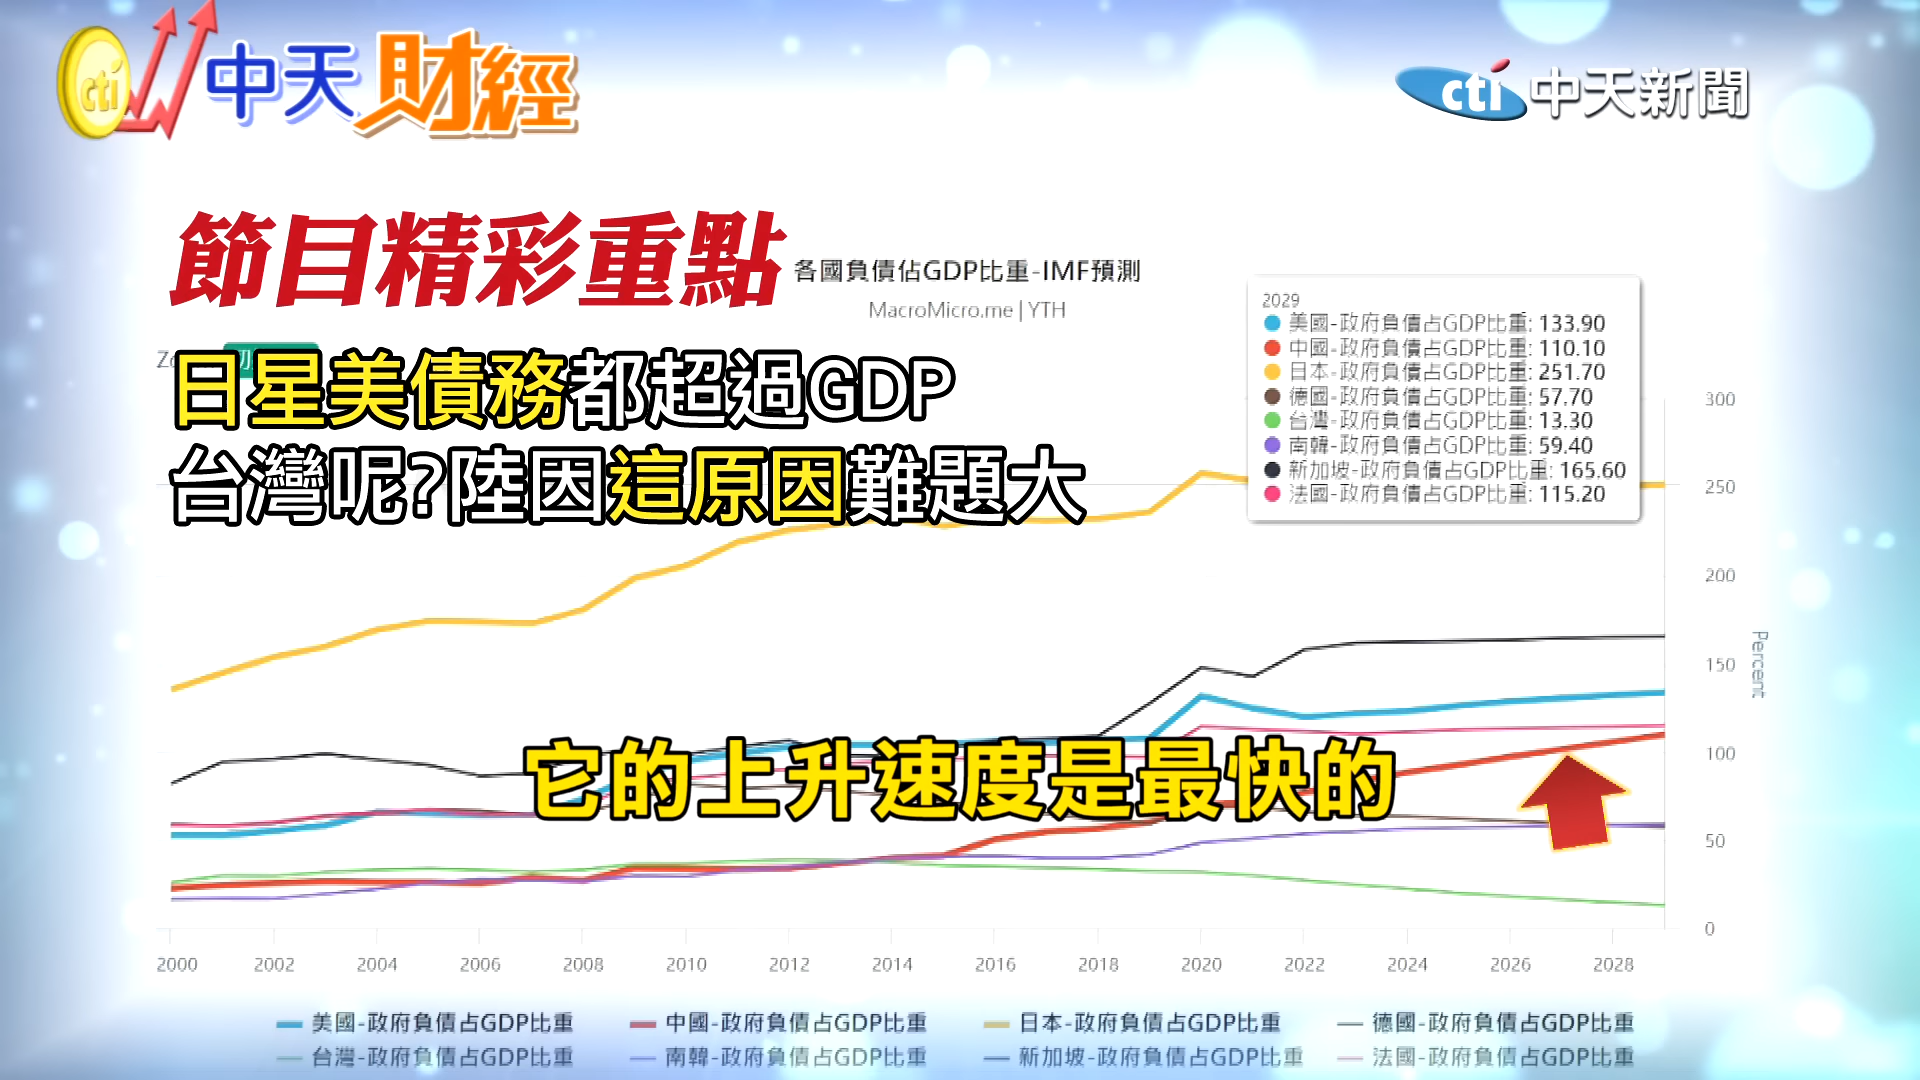 cti 中天財經
cti 中天新聞
節目精彩重點
各國負債佔GDP比重-IMF預測
MacroMicro.me | YTH
日星美債務都超過GDP
台灣呢?陸因這原因難題大
2029
美國-政府負債占GDP比重: 133.90
中國-政府負債占GDP比重: 110.10
日本-政府負債占GDP比重: 251.70
德國-政府負債占GDP比重: 57.70
台灣-政府負債占GDP比重: 13.30
南韓-政府負債占GDP比重: 59.40
新加坡-政府負債占GDP比重: 165.60
法國-政府負債占GDP比重: 115.20
300
250
200
150
100
50
0
Percent
它的上升速度是最快的
2000 2002 2004 2006 2008 2010 2012 2014 2016 2018 2020 2022 2024 2026 2028
美國-政府負債占GDP比重 中國-政府負債占GDP比重 日本-政府負債占GDP比重 德國-政府負債占GDP比重
台灣-政府負債占GDP比重 南韓-政府負債占GDP比重 新加坡-政府負債占GDP比重 法國-政府負債占GDP比重